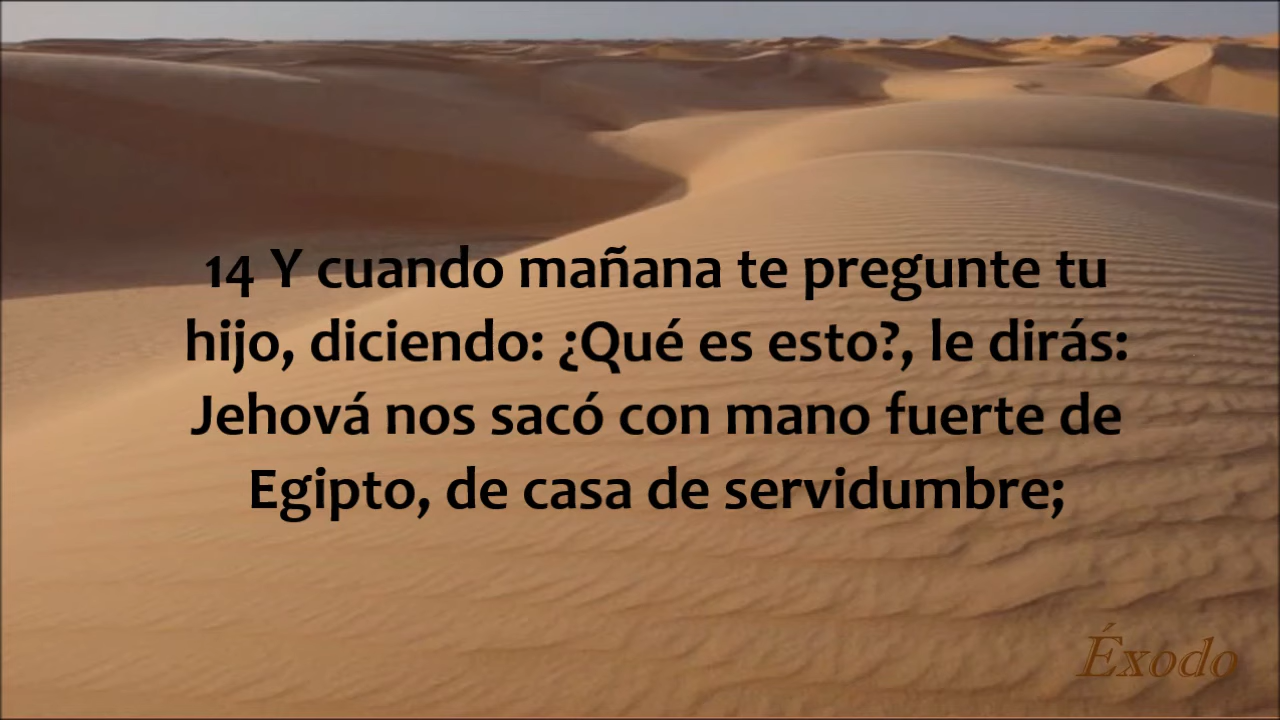 14 Y cuando mañana te pregunte tu
hijo, diciendo: ¿Qué es esto?, le dirás:
Jehová nos sacó con mano fuerte de
Egipto, de casa de servidumbre;
Éxodo